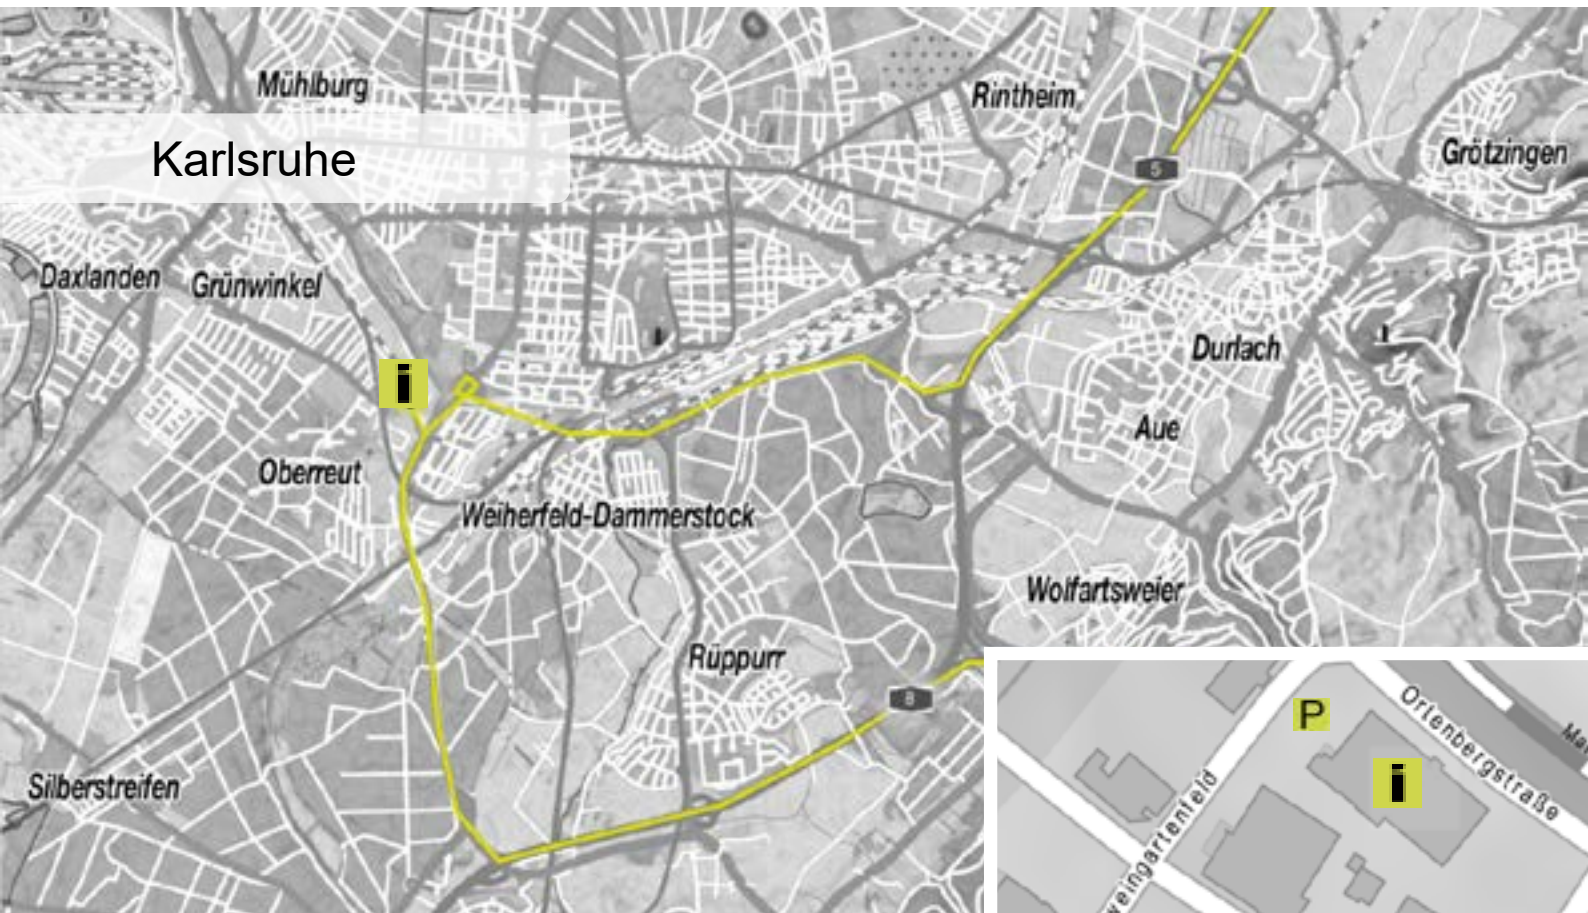 Mühlburg
Rintheim
Karlsruhe
Grötzingen
5
Daxlanden
Grünwinkel
Durlach
i
Aue
Oberreut
Weiherfeld-Dammerstock
Wolfartsweier
Rüppurr
8
Silberstreifen
P
Ortenbergstraße
i
weingartenfeld